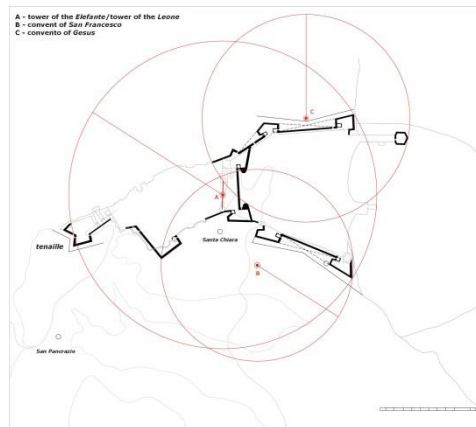 A - tower of the Elefante/tower of the Leone
B - convent of San Francesco
C - convento of Gesus
C
A
Santa Chiara
tenaille
B
San Pancrazio